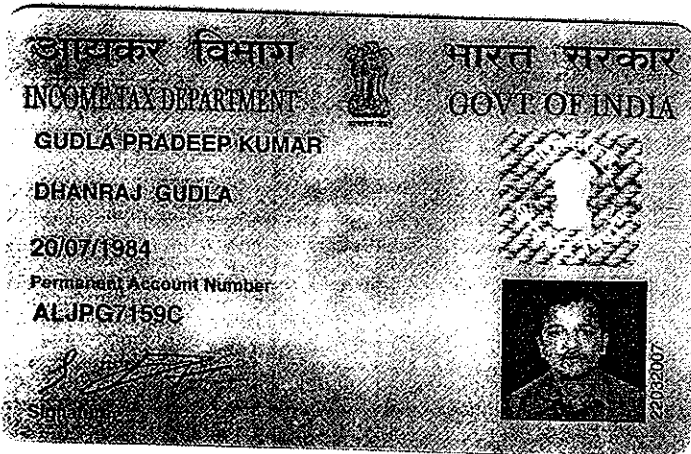 आयकर विभाग
भारत सरकार
INCOME TAX DEPARTMENT
GOVT. OF INDIA
GUDLA PRADEEP KUMAR
DHANRAJ GUDLA
20/07/1984
Permanent Account Number
ALJPG7159C
Signature
22032007